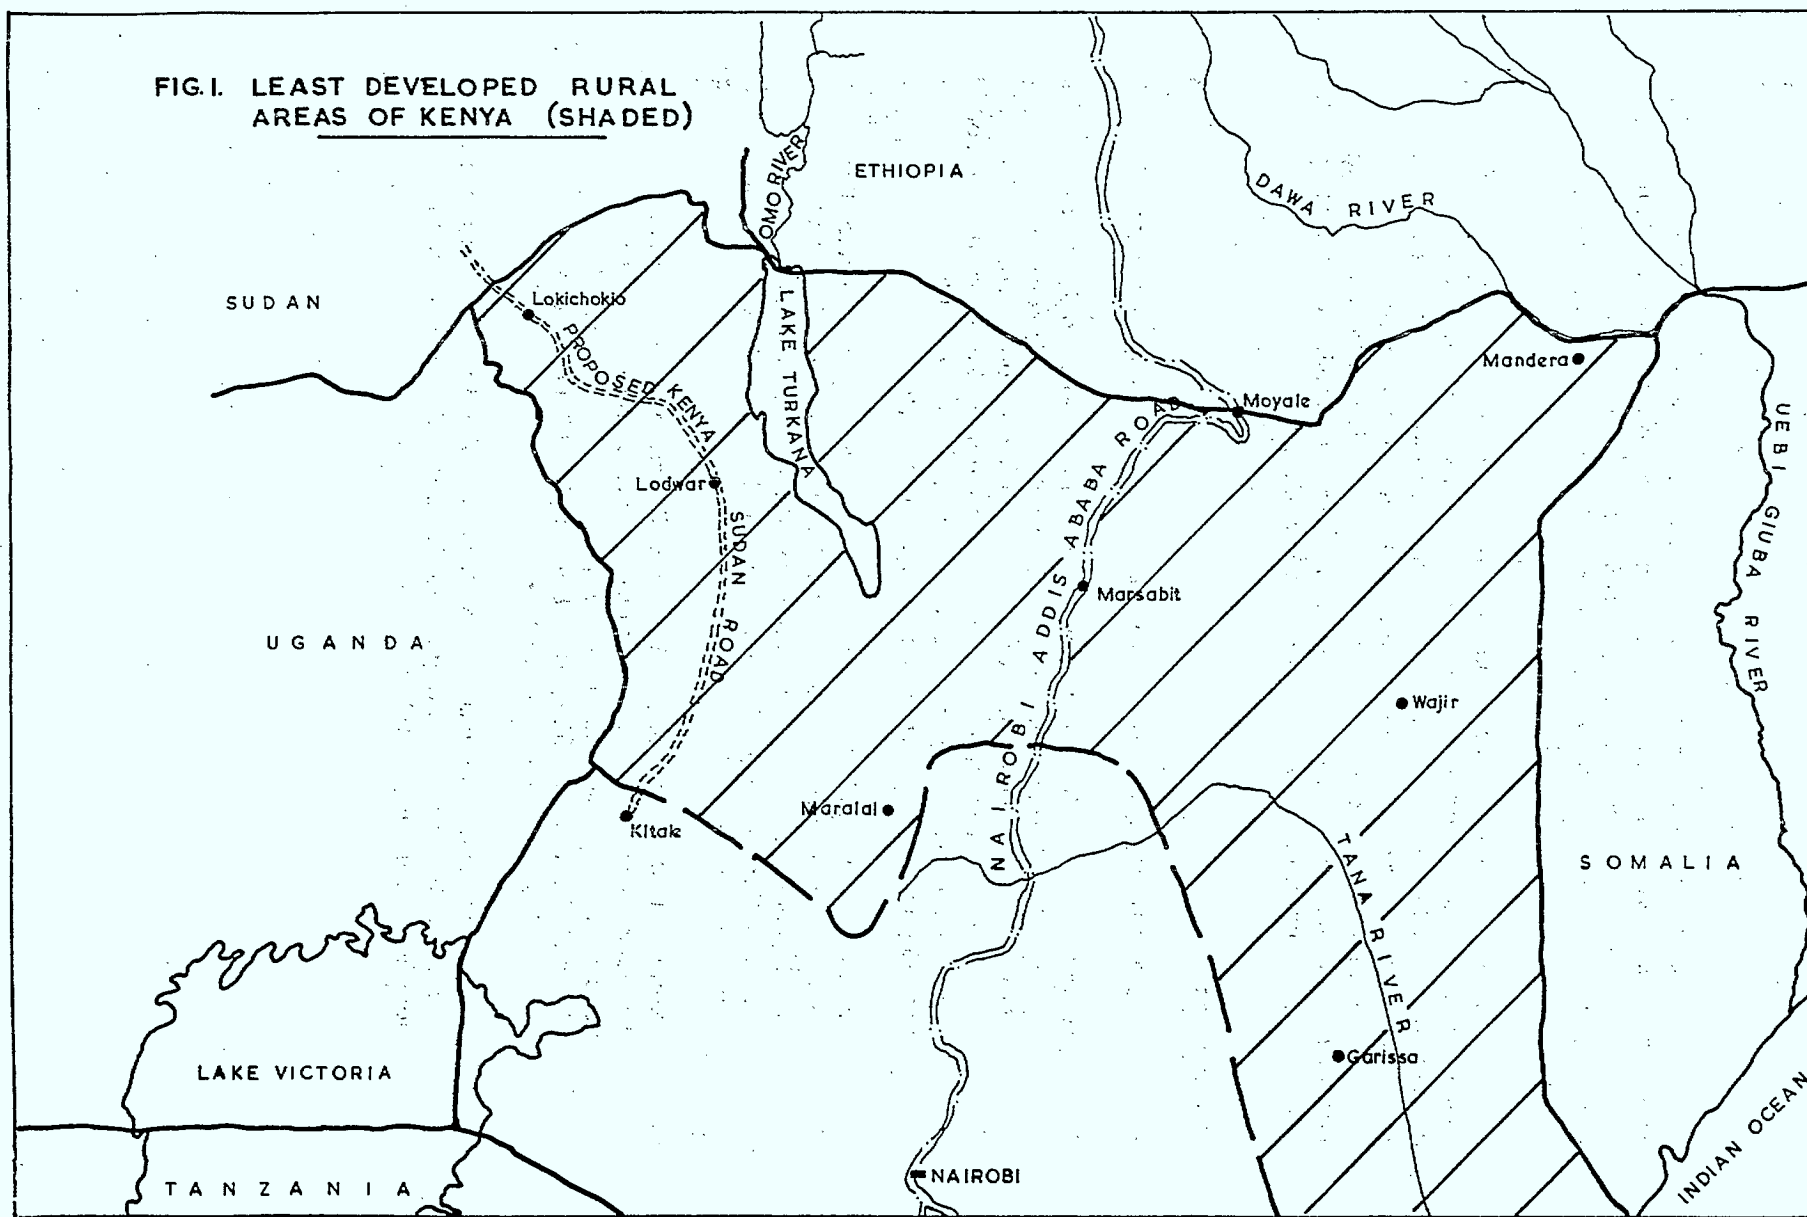 FIG.I. LEAST DEVELOPED RURAL
AREAS OF KENYA (SHADED)
OMO RIVER
ETHIOPIA
DAWA RIVER
SUDAN
Lokichokio
LAKE TURKANA
PROPOSED KENYA SUDAN ROAD
Mandera
Moyale
UEBI GIUBA RIVER
Lodwar
NAIROBI ADDIS ABABA ROAD
Marsabit
UGANDA
Wajir
Maralal
Kitale
TANA RIVER
SOMALIA
Garissa
LAKE VICTORIA
INDIAN OCEAN
NAIROBI
TANZANIA